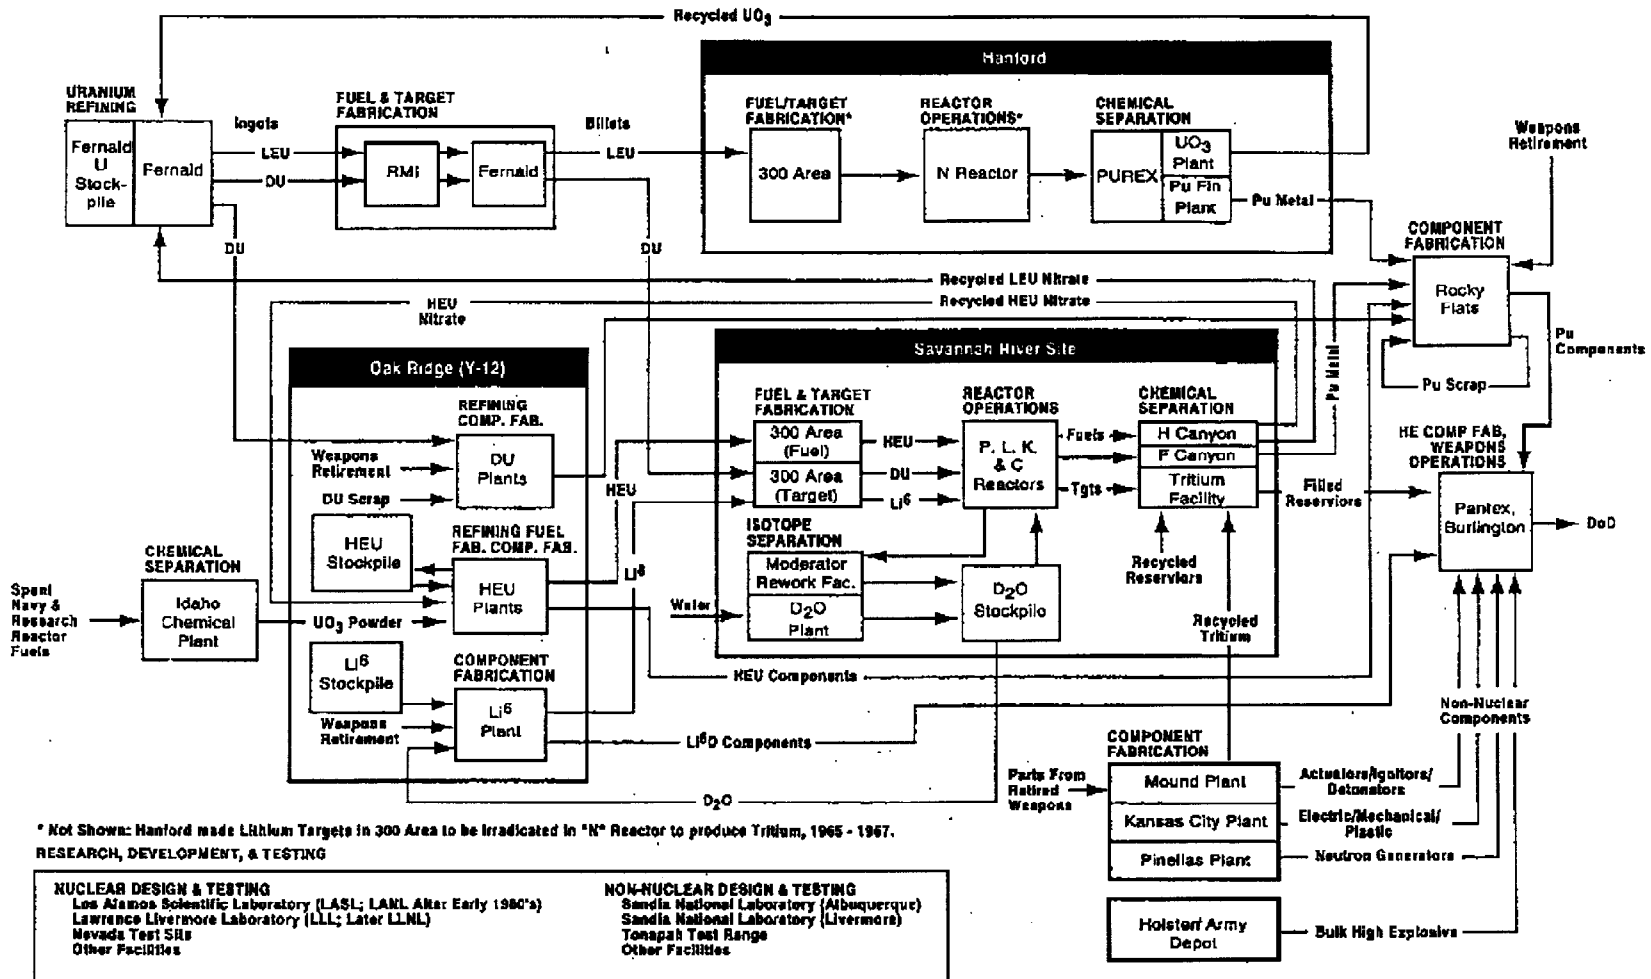 Recycled UO3
Hanford
URANIUM
REFINING
Fernald
U
Stock-
pile
Fernald
Ingots
LEU
DU
FUEL & TARGET
FABRICATION
RMI
Fernald
Billets
LEU
FUEL/TARGET
FABRICATION*
300 Area
REACTOR
OPERATIONS*
N Reactor
CHEMICAL
SEPARATION
PUREX
UO3
Plant
Pu Fin
Plant
Pu Metal
Weapons
Retirement
DU
DU
COMPONENT
FABRICATION
Rocky
Flats
Pu
Components
Pu Scrap
Recycled LEU Nitrate
HEU
Nitrate
Recycled HEU Nitrate
Pu Metal
Oak Ridge (Y-12)
REFINING
COMP. FAB.
Weapons
Retirement
DU
Plants
DU Scrap
HEU
Stockpile
REFINING FUEL
FAB. COMP. FAB.
HEU
Plants
HEU
Li6
CHEMICAL
SEPARATION
Spent
Navy &
Research
Reactor
Fuels
Idaho
Chemical
Plant
UO3 Powder
Li6
Stockpile
COMPONENT
FABRICATION
Weapons
Retirement
Li6
Plant
Savannah River Site
FUEL & TARGET
FABRICATION
300 Area
(Fuel)
300 Area
(Target)
HEU
DU
Li6
REACTOR
OPERATIONS
P. L. K.
& C
Reactors
Fuels
Tgts
CHEMICAL
SEPARATION
H Canyon
F Canyon
Tritium
Facility
ISOTOPE
SEPARATION
Moderator
Rework Fac.
Water
D2O
Plant
D2O
Stockpile
Recycled
Reserviors
Recycled
Tritium
Filled
Reserviors
HE COMP FAB,
WEAPONS
OPERATIONS
Pantex,
Burlington
DoD
HEU Components
Li6D Components
D2O
Non-Nuclear
Components
COMPONENT
FABRICATION
Parts From
Retired
Weapons
Mound Plant
Kansas City Plant
Pinellas Plant
Actuators/Ignitors/
Detonators
Electric/Mechanical/
Plastic
Neutron Generators
Holsten Army
Depot
Bulk High Explosive
* Not Shown: Hanford made Lithium Targets in 300 Area to be irradicated in "N" Reactor to produce Tritium, 1965 - 1967.
RESEARCH, DEVELOPMENT, & TESTING
NUCLEAR DESIGN & TESTING
Los Alamos Scientific Laboratory (LASL; LANL After Early 1980's)
Lawrence Livermore Laboratory (LLL; Later LLNL)
Nevada Test Site
Other Facilities
NON-NUCLEAR DESIGN & TESTING
Sandia National Laboratory (Albuquerque)
Sandia National Laboratory (Livermore)
Tonapah Test Range
Other Facilities